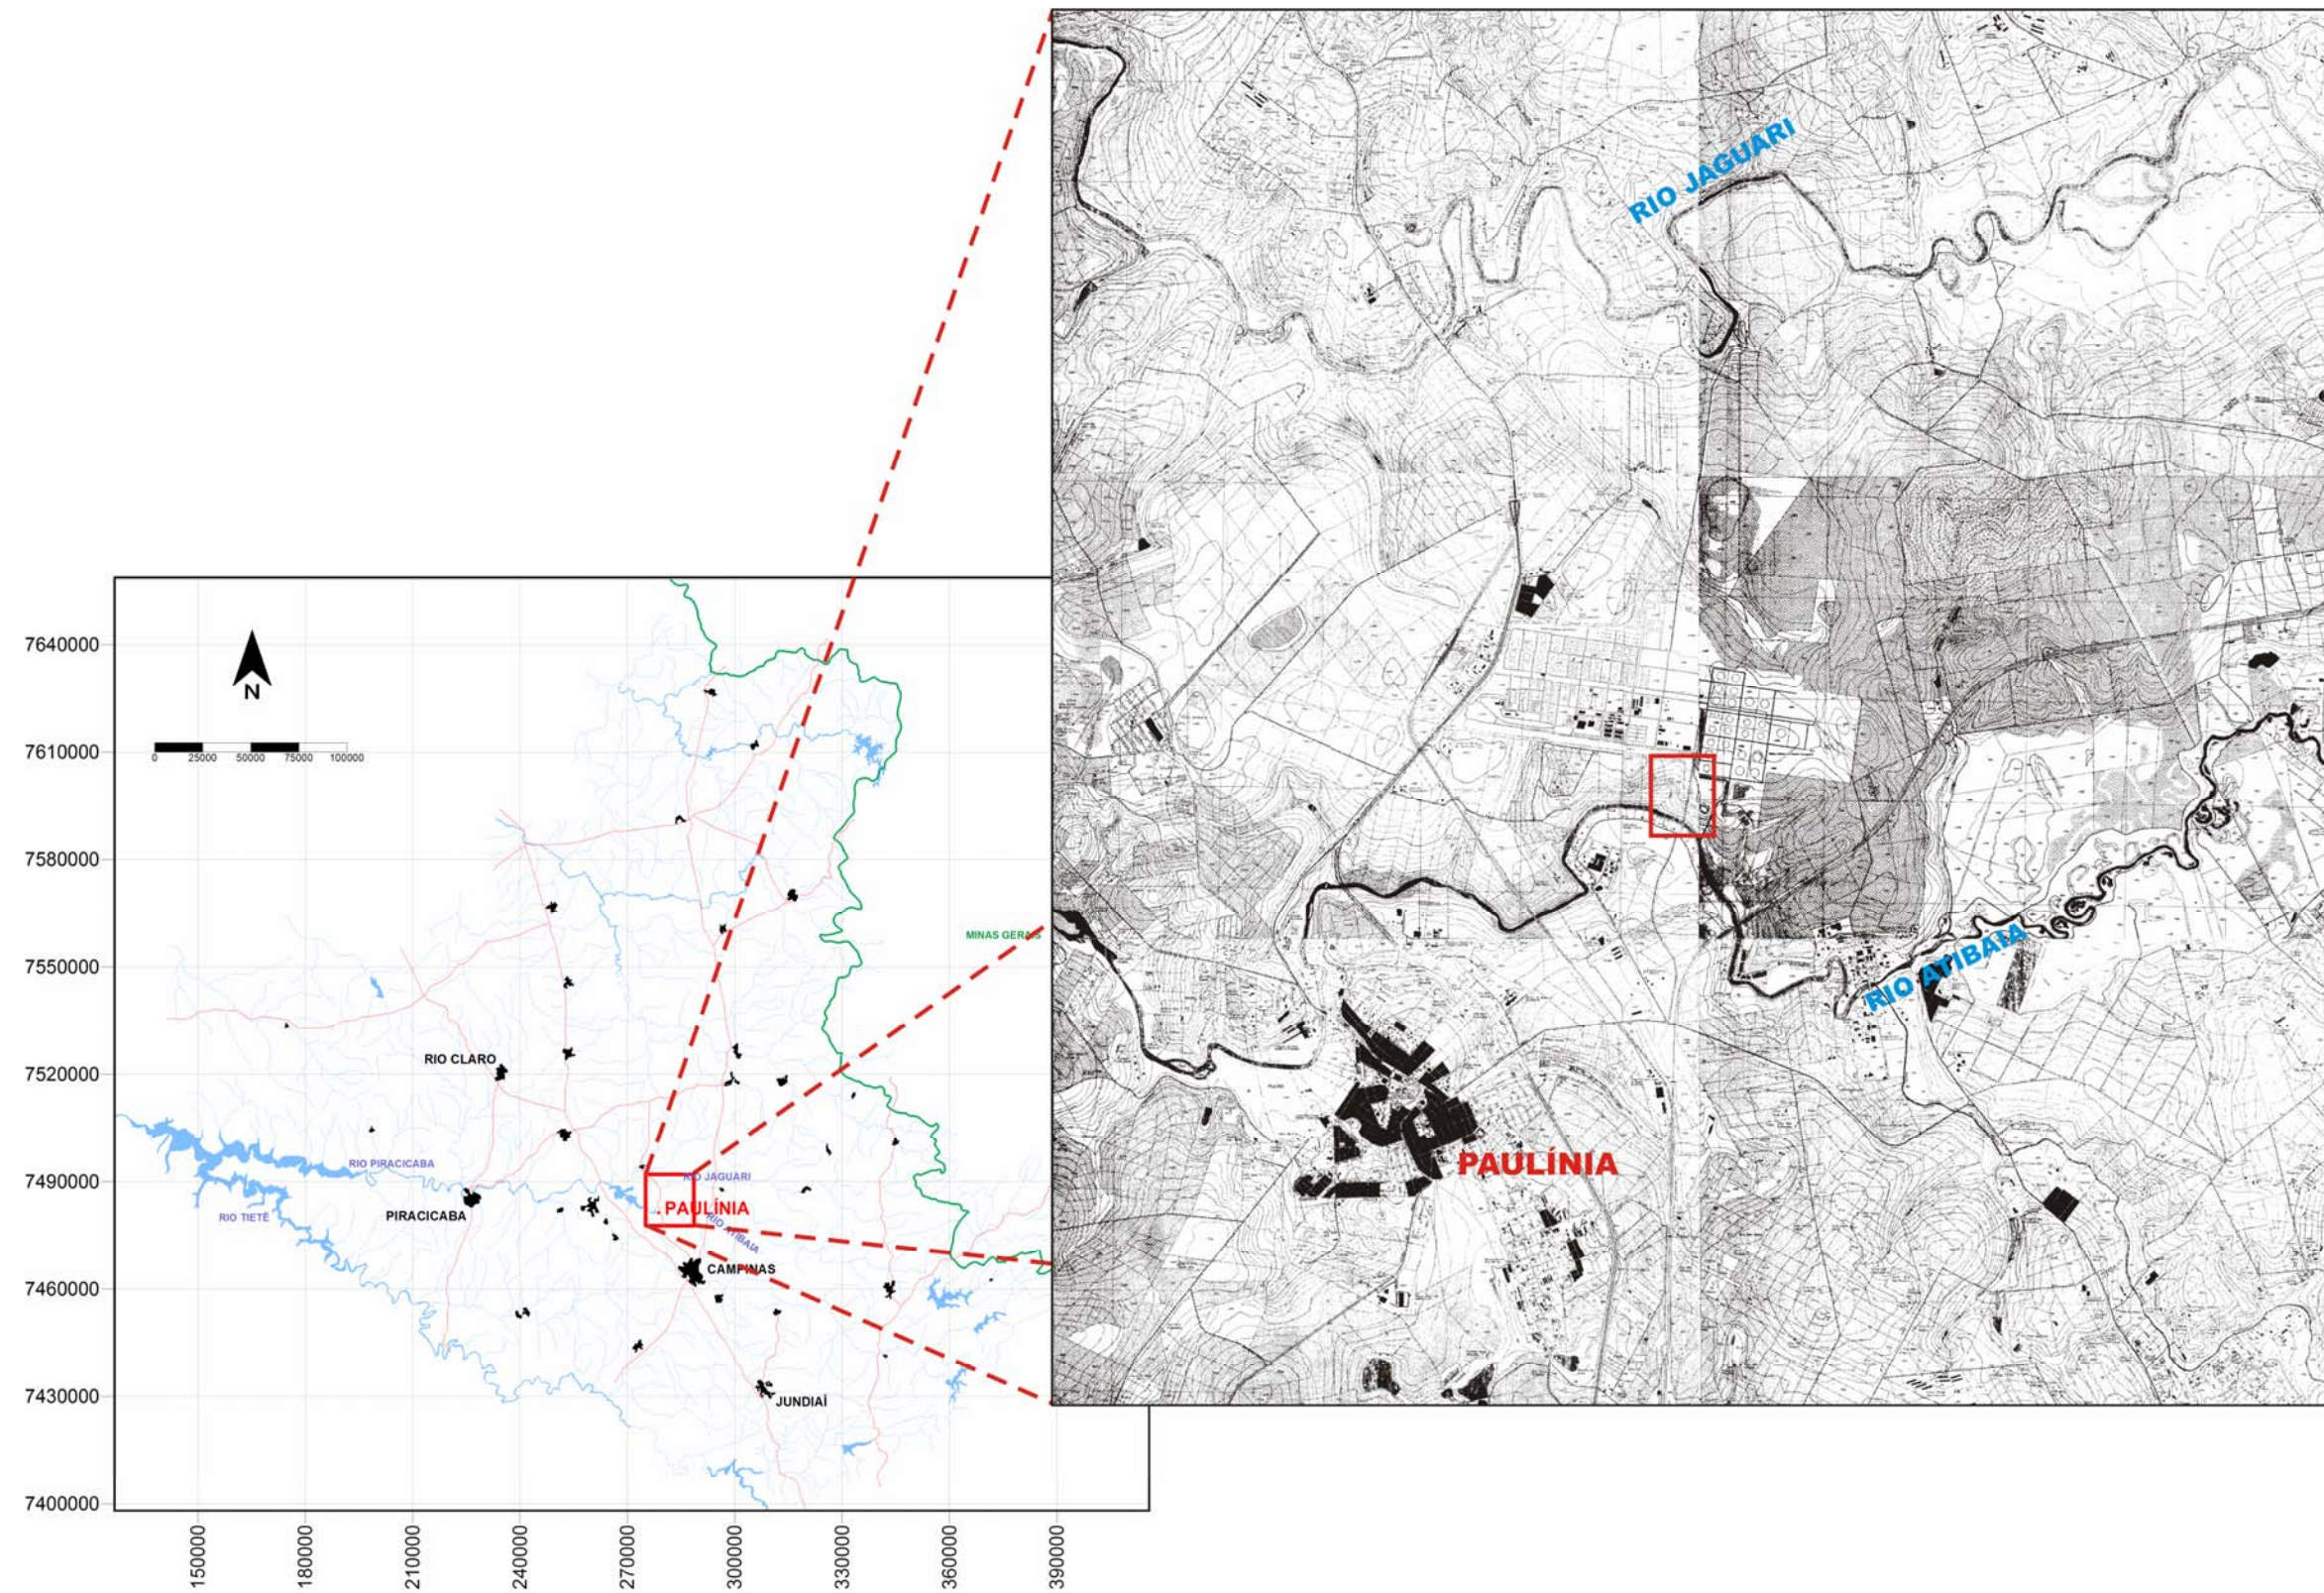 RIO JAGUARI
RIO ATIBAIA
PAULÍNIA
7640000
7610000
7580000
7550000
7520000
7490000
7460000
7430000
7400000
N
0 25000 50000 75000 100000
MINAS GERAIS
RIO CLARO
RIO PIRACICABA
RIO JAGUARI
PIRACICABA
RIO TIETÊ
PAULÍNIA
RIO ATIBAIA
CAMPINAS
JUNDIAÍ
150000
180000
210000
240000
270000
300000
330000
360000
390000